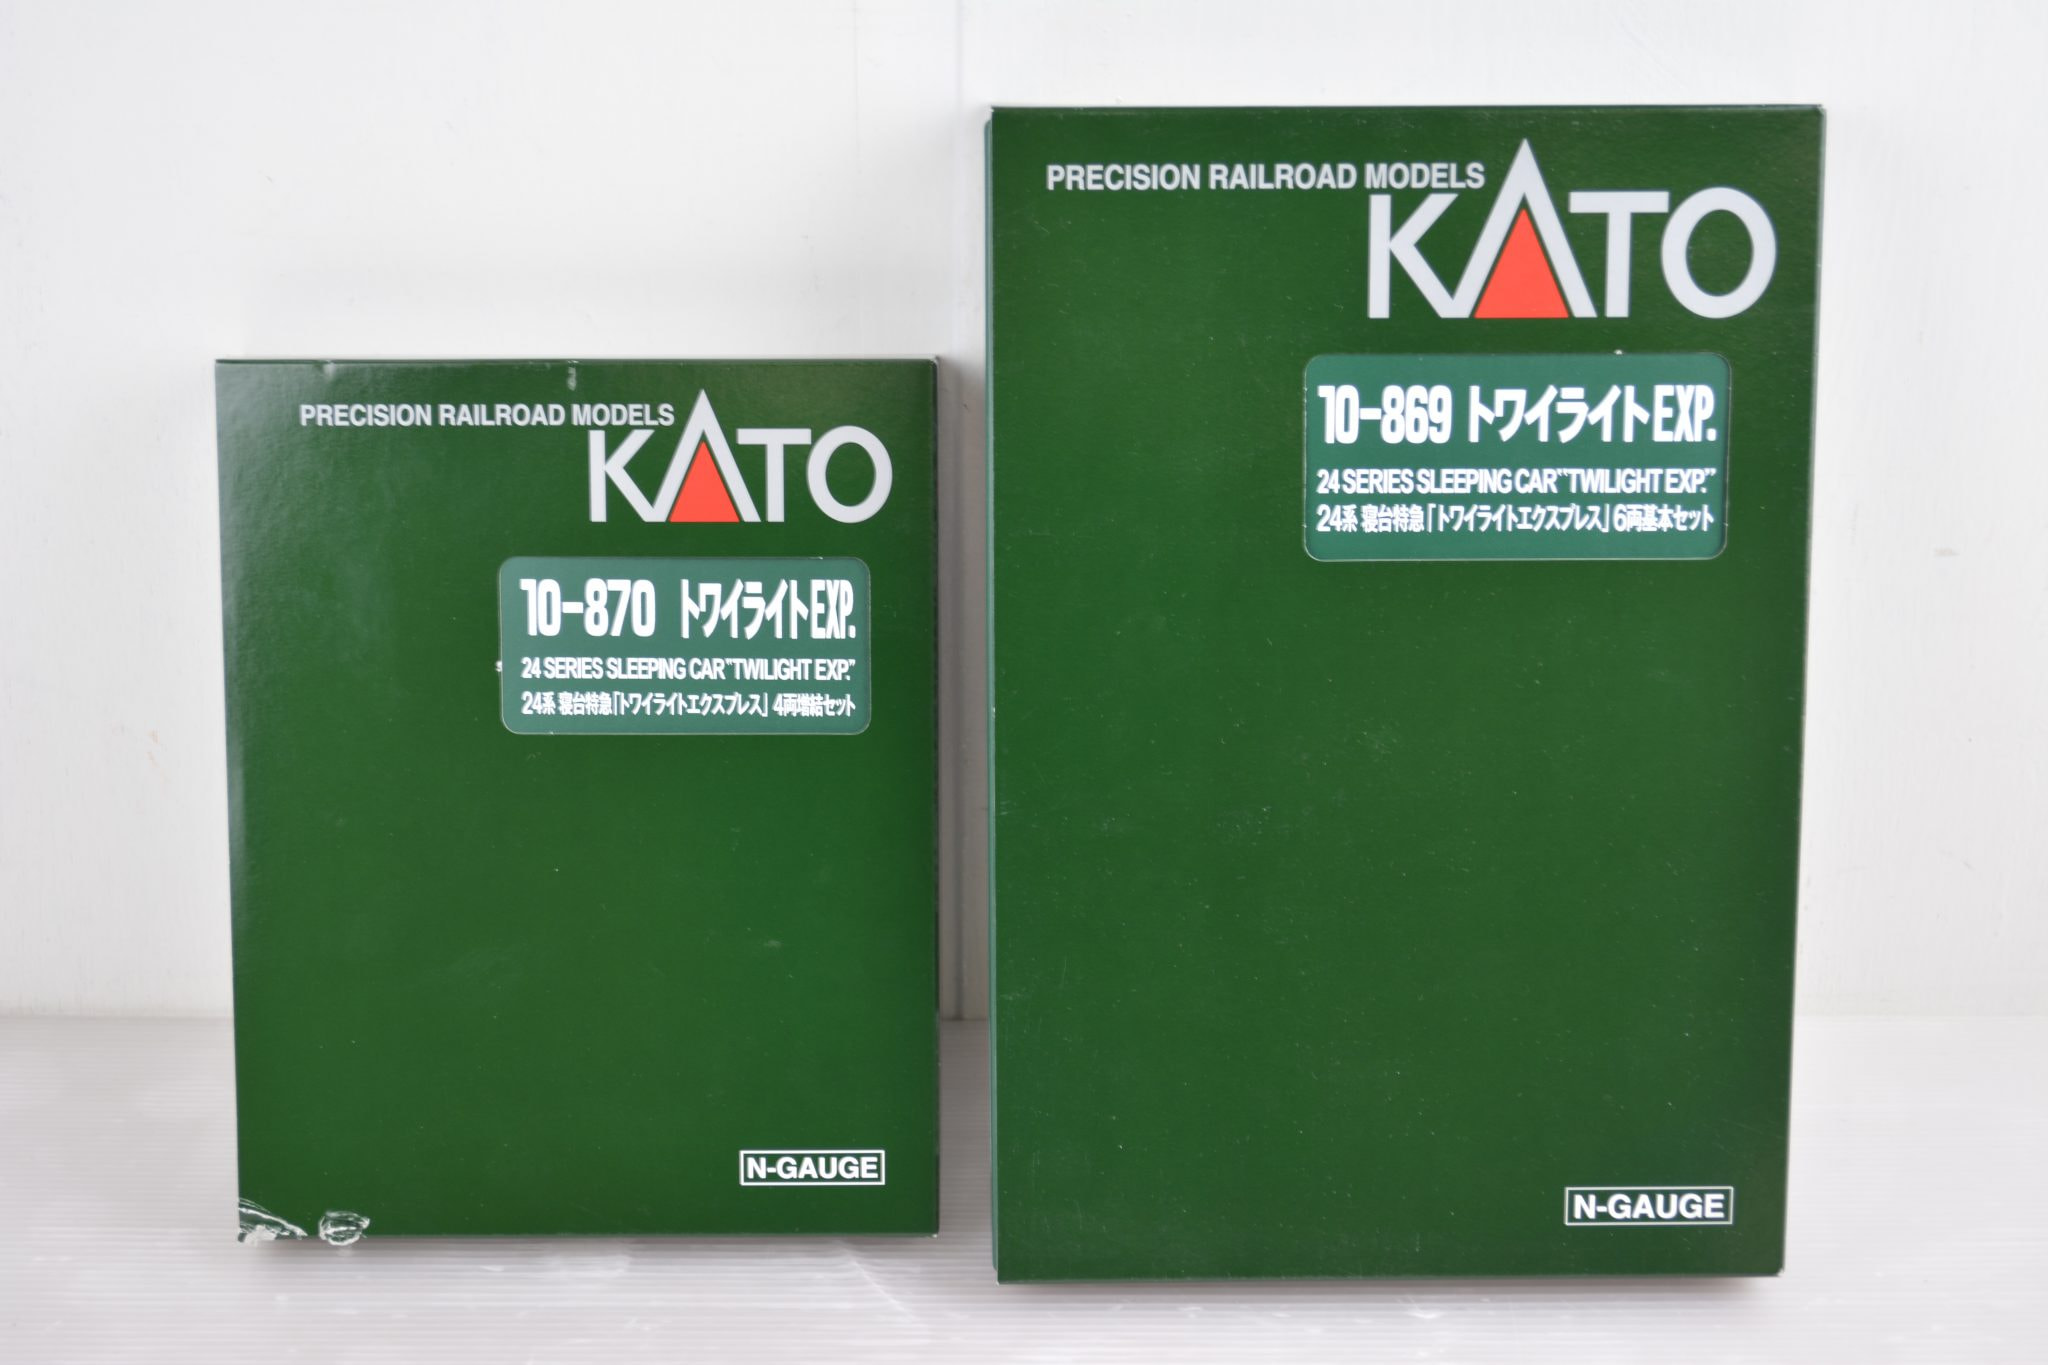 PRECISION RAILROAD MODELS
KATO
10-870 トワイライトEXP.
24 SERIES SLEEPING CAR"TWILIGHT EXP."
24系 寝台特急「トワイライトエクスプレス」4両増結セット
N-GAUGE
PRECISION RAILROAD MODELS
KATO
10-869 トワイライトEXP.
24 SERIES SLEEPING CAR"TWILIGHT EXP."
24系 寝台特急「トワイライトエクスプレス」6両基本セット
N-GAUGE